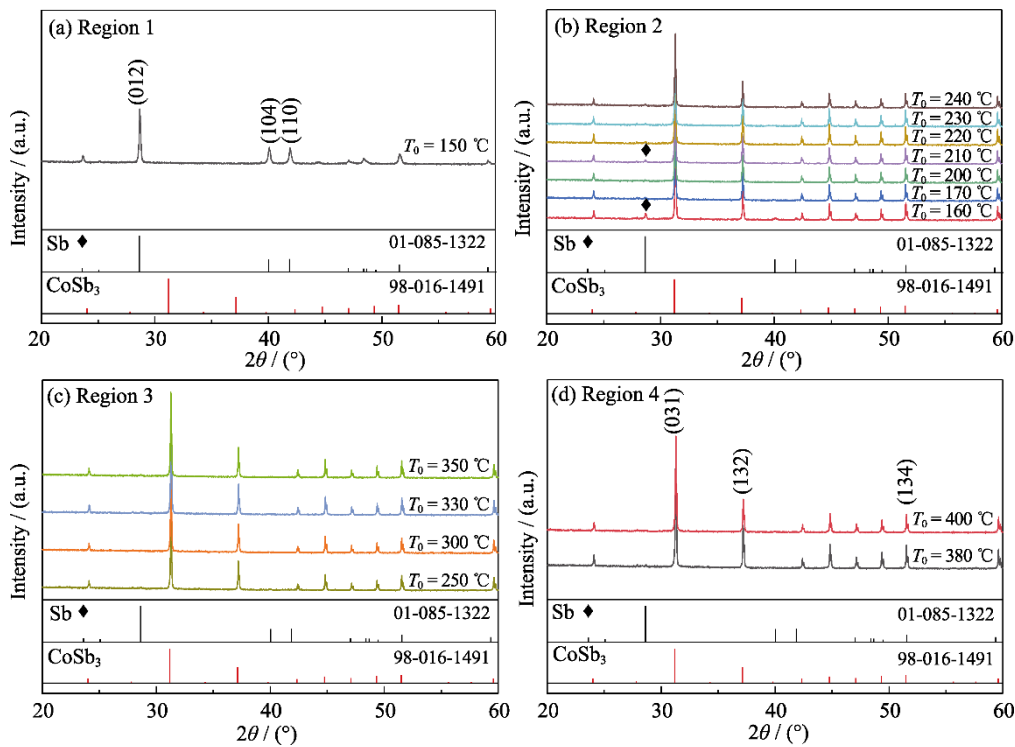 (a) Region 1
(012)
(104)
(110)
T₀ = 150 ℃
Intensity / (a.u.)
Sb ♦
01-085-1322
CoSb₃
98-016-1491
20 30 40 50 60
2θ / (°)
(b) Region 2
T₀ = 240 ℃
T₀ = 230 ℃
T₀ = 220 ℃
♦
T₀ = 210 ℃
T₀ = 200 ℃
T₀ = 170 ℃
♦
T₀ = 160 ℃
Intensity / (a.u.)
Sb ♦
01-085-1322
CoSb₃
98-016-1491
20 30 40 50 60
2θ / (°)
(c) Region 3
T₀ = 350 ℃
T₀ = 330 ℃
T₀ = 300 ℃
T₀ = 250 ℃
Intensity / (a.u.)
Sb ♦
01-085-1322
CoSb₃
98-016-1491
20 30 40 50 60
2θ / (°)
(d) Region 4
(031)
(132)
(134)
T₀ = 400 ℃
T₀ = 380 ℃
Intensity / (a.u.)
Sb ♦
01-085-1322
CoSb₃
98-016-1491
20 30 40 50 60
2θ / (°)